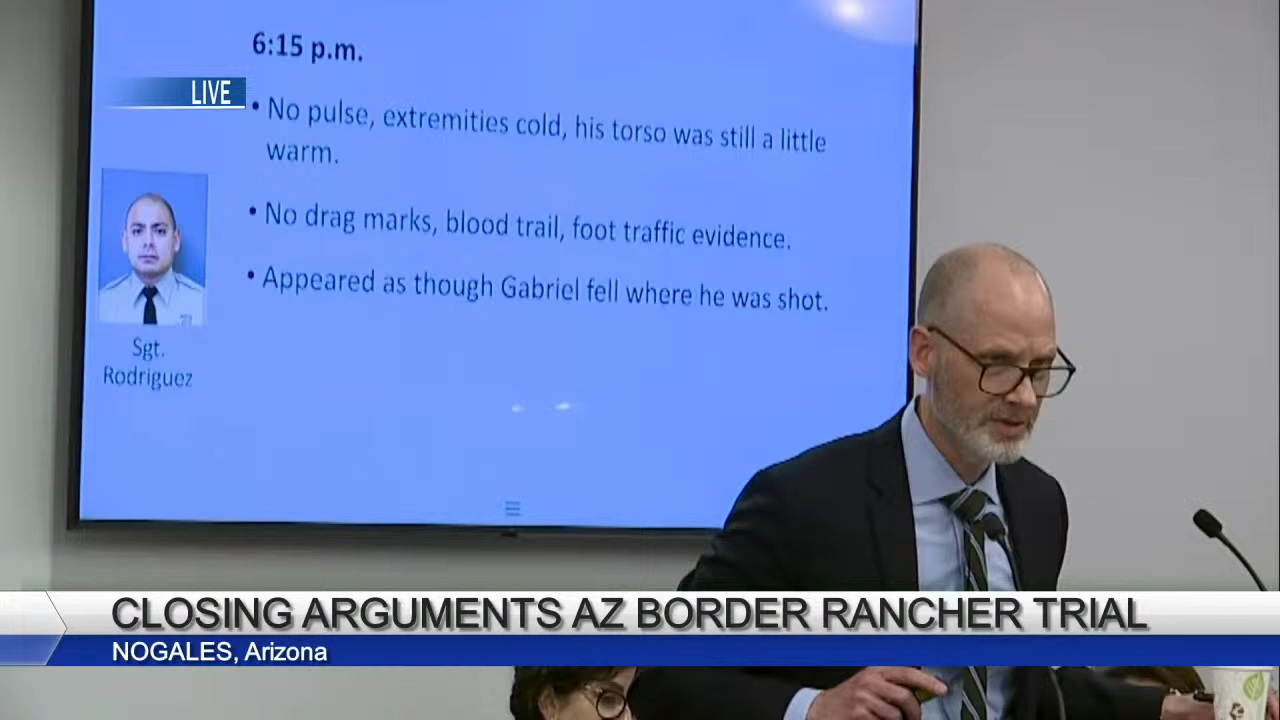 6:15 p.m.
LIVE
• No pulse, extremities cold, his torso was still a little
warm.
• No drag marks, blood trail, foot traffic evidence.
• Appeared as though Gabriel fell where he was shot.
Sgt.
Rodriguez
CLOSING ARGUMENTS AZ BORDER RANCHER TRIAL
NOGALES, Arizona